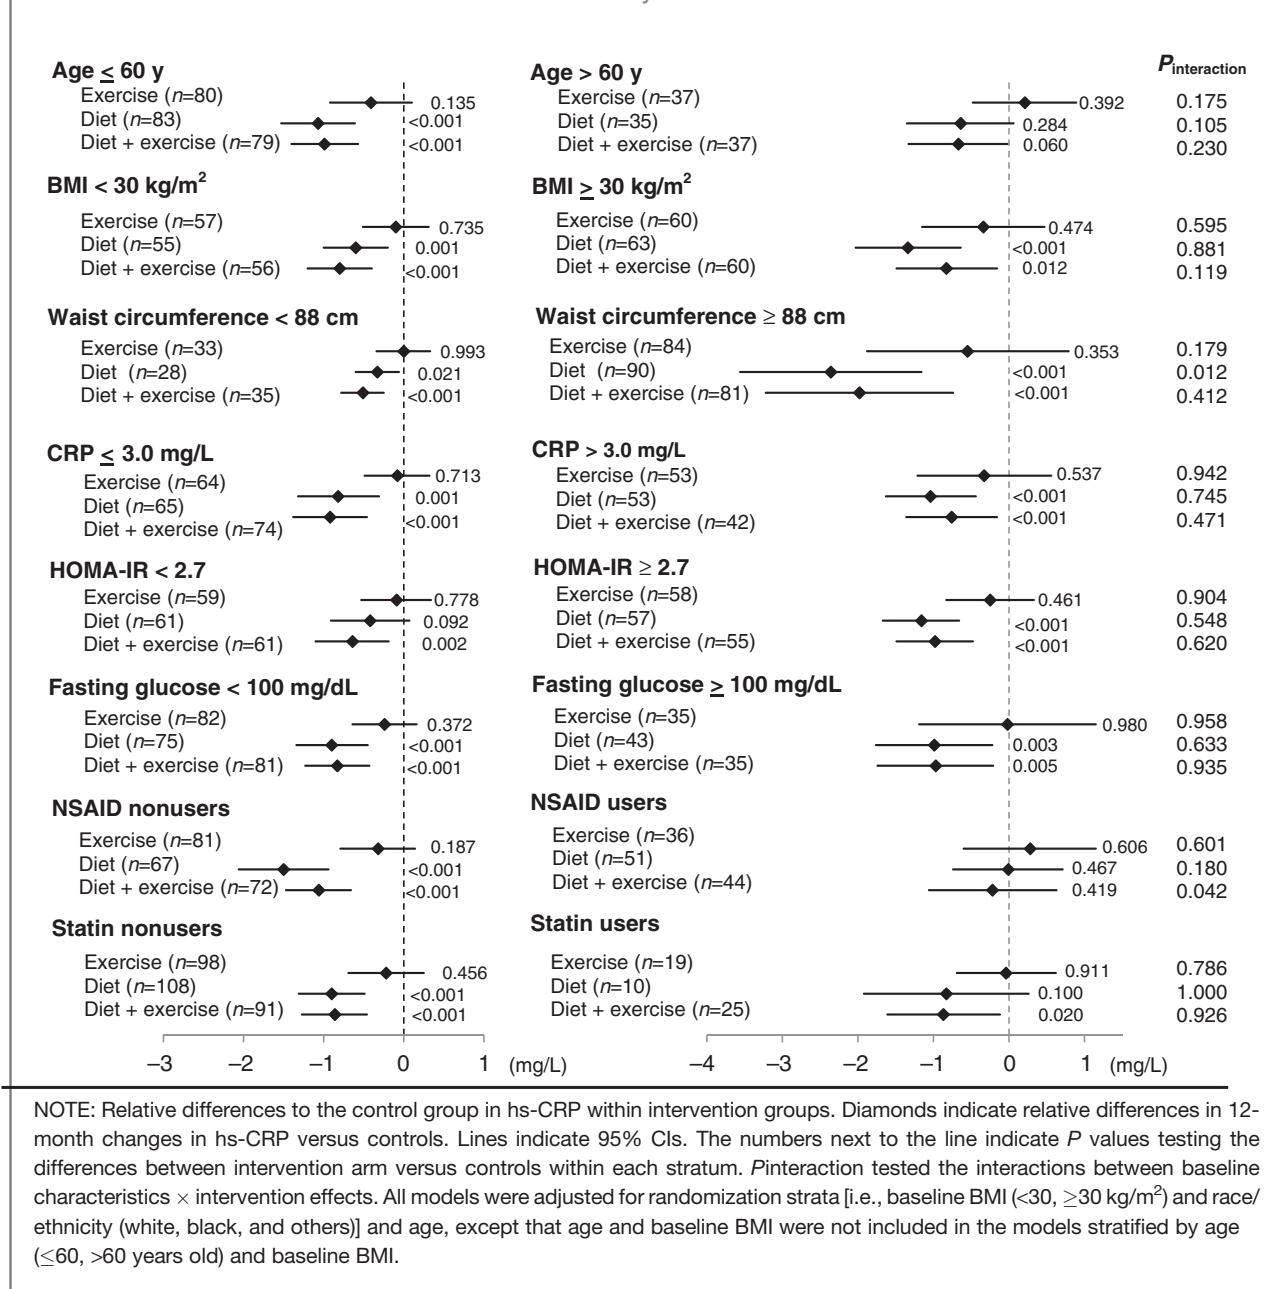 Age ≤ 60 y Age > 60 y Pinteraction
Exercise (n=80) 0.135 Exercise (n=37) 0.392 0.175
Diet (n=83) <0.001 Diet (n=35) 0.284 0.105
Diet + exercise (n=79) <0.001 Diet + exercise (n=37) 0.060 0.230
BMI < 30 kg/m² BMI ≥ 30 kg/m²
Exercise (n=57) 0.735 Exercise (n=60) 0.474 0.595
Diet (n=55) 0.001 Diet (n=63) <0.001 0.881
Diet + exercise (n=56) <0.001 Diet + exercise (n=60) 0.012 0.119
Waist circumference < 88 cm Waist circumference ≥ 88 cm
Exercise (n=33) 0.993 Exercise (n=84) 0.353 0.179
Diet (n=28) 0.021 Diet (n=90) <0.001 0.012
Diet + exercise (n=35) <0.001 Diet + exercise (n=81) <0.001 0.412
CRP ≤ 3.0 mg/L CRP > 3.0 mg/L
Exercise (n=64) 0.713 Exercise (n=53) 0.537 0.942
Diet (n=65) 0.001 Diet (n=53) <0.001 0.745
Diet + exercise (n=74) <0.001 Diet + exercise (n=42) <0.001 0.471
HOMA-IR < 2.7 HOMA-IR ≥ 2.7
Exercise (n=59) 0.778 Exercise (n=58) 0.461 0.904
Diet (n=61) 0.092 Diet (n=57) <0.001 0.548
Diet + exercise (n=61) 0.002 Diet + exercise (n=55) <0.001 0.620
Fasting glucose < 100 mg/dL Fasting glucose ≥ 100 mg/dL
Exercise (n=82) 0.372 Exercise (n=35) 0.980 0.958
Diet (n=75) <0.001 Diet (n=43) 0.003 0.633
Diet + exercise (n=81) <0.001 Diet + exercise (n=35) 0.005 0.935
NSAID nonusers NSAID users
Exercise (n=81) 0.187 Exercise (n=36) 0.606 0.601
Diet (n=67) <0.001 Diet (n=51) 0.467 0.180
Diet + exercise (n=72) <0.001 Diet + exercise (n=44) 0.419 0.042
Statin nonusers Statin users
Exercise (n=98) 0.456 Exercise (n=19) 0.911 0.786
Diet (n=108) <0.001 Diet (n=10) 0.100 1.000
Diet + exercise (n=91) <0.001 Diet + exercise (n=25) 0.020 0.926
−3 −2 −1 0 1 (mg/L) −4 −3 −2 −1 0 1 (mg/L)
NOTE: Relative differences to the control group in hs-CRP within intervention groups. Diamonds indicate relative differences in 12-
month changes in hs-CRP versus controls. Lines indicate 95% CIs. The numbers next to the line indicate P values testing the
differences between intervention arm versus controls within each stratum. Pinteraction tested the interactions between baseline
characteristics × intervention effects. All models were adjusted for randomization strata [i.e., baseline BMI (<30, ≥30 kg/m²) and race/
ethnicity (white, black, and others)] and age, except that age and baseline BMI were not included in the models stratified by age
(≤60, >60 years old) and baseline BMI.